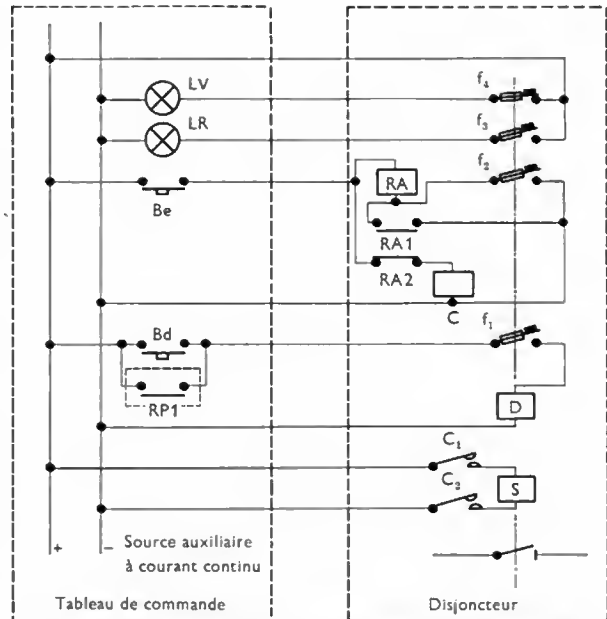 LV
f₄
LR
f₃
f₂
RA
Be
RA1
RA2
C
f₁
Bd
RP1
D
C₁
C₂
S
+
−
Source auxiliaire
à courant continu
Tableau de commande
Disjoncteur